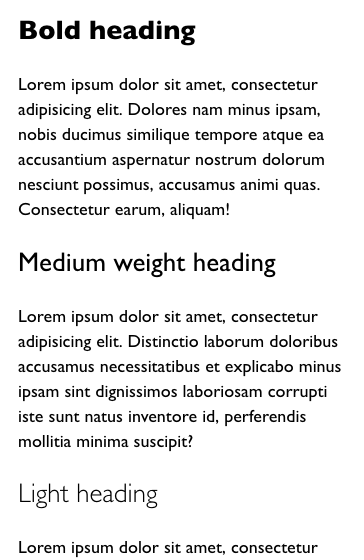 Bold heading
Lorem ipsum dolor sit amet, consectetur
adipisicing elit. Dolores nam minus ipsam,
nobis ducimus similique tempore atque ea
accusantium aspernatur nostrum dolorum
nesciunt possimus, accusamus animi quas.
Consectetur earum, aliquam!
Medium weight heading
Lorem ipsum dolor sit amet, consectetur
adipisicing elit. Distinctio laborum doloribus
accusamus necessitatibus et explicabo minus
ipsam sint dignissimos laboriosam corrupti
iste sunt natus inventore id, perferendis
mollitia minima suscipit?
Light heading
Lorem ipsum dolor sit amet, consectetur